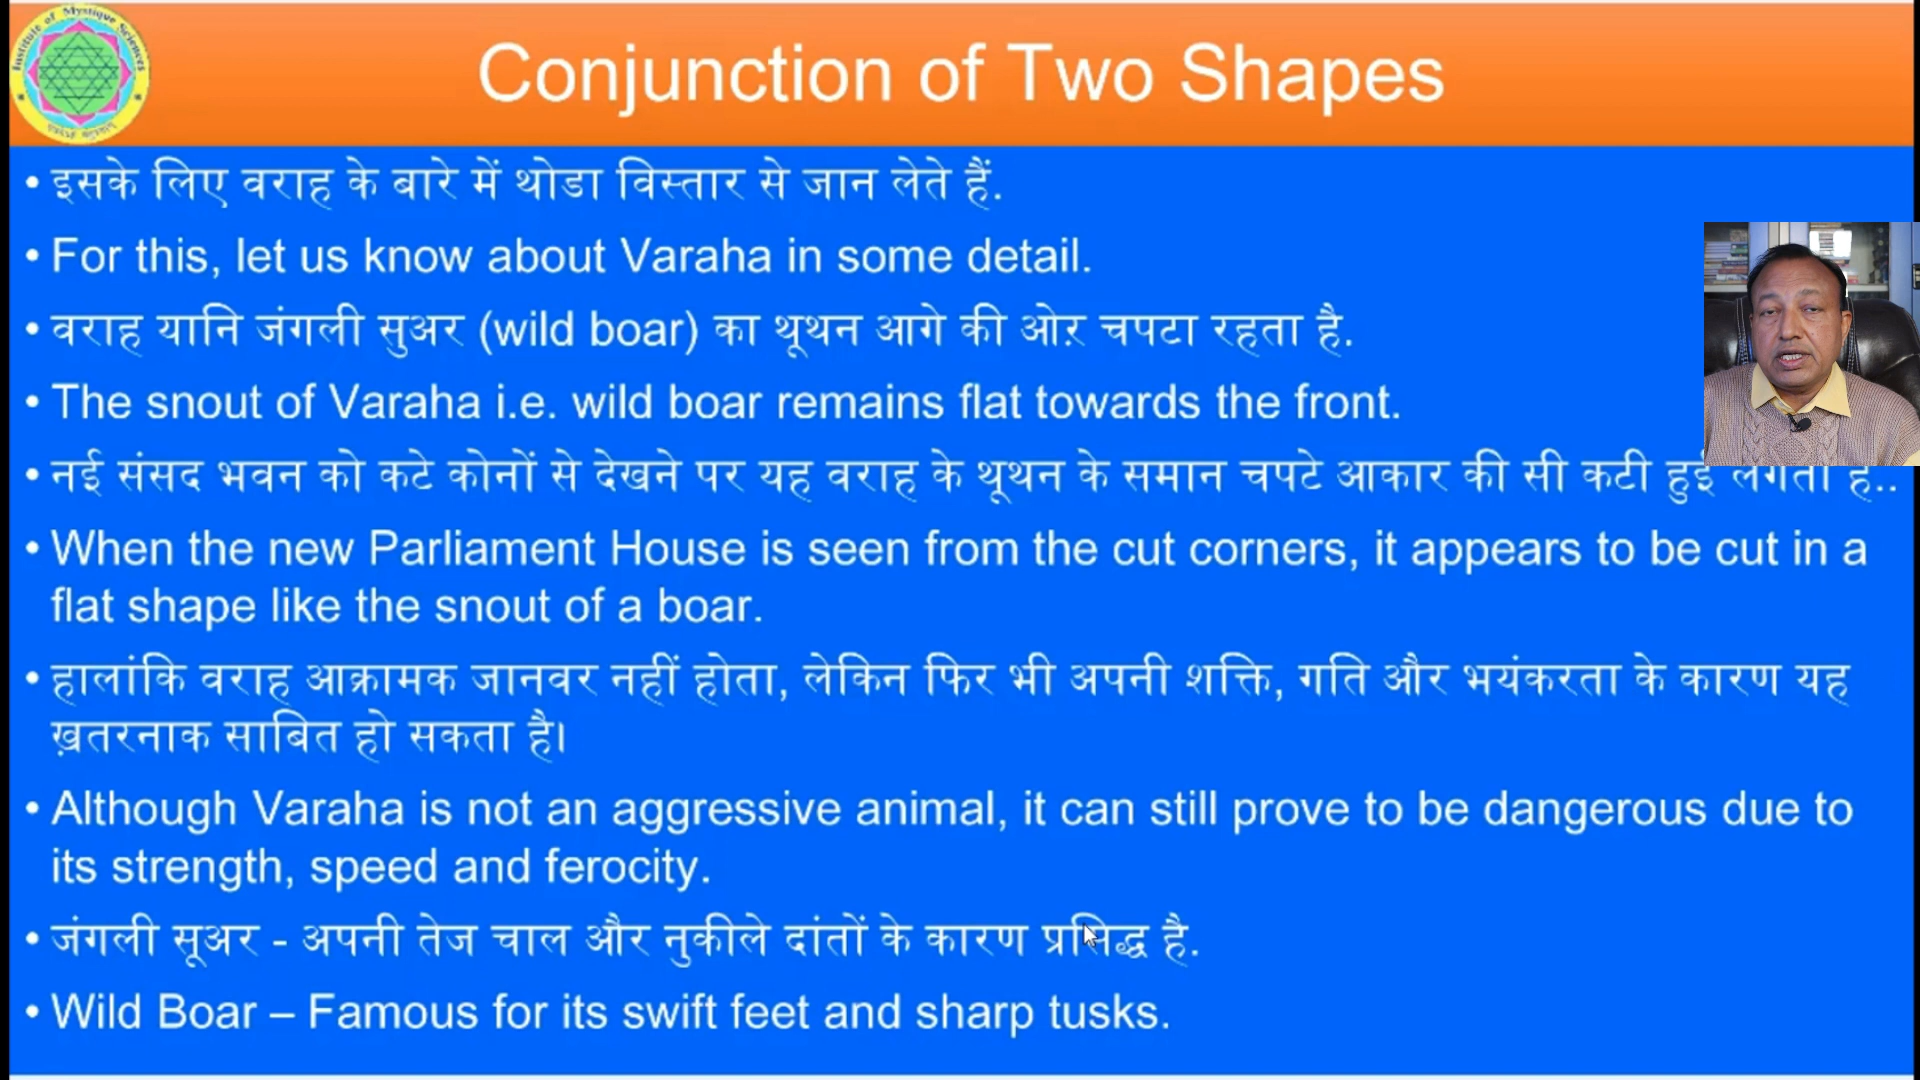 Institute of Mystique Sciences
Conjunction of Two Shapes
• इसके लिए वराह के बारे में थोडा विस्तार से जान लेते हैं.
• For this, let us know about Varaha in some detail.
• वराह यानि जंगली सुअर (wild boar) का थूथन आगे की ओऱ चपटा रहता है.
• The snout of Varaha i.e. wild boar remains flat towards the front.
• नई संसद भवन को कटे कोनों से देखने पर यह वराह के थूथन के समान चपटे आकार की सी कटी हुई लगती है..
• When the new Parliament House is seen from the cut corners, it appears to be cut in a
flat shape like the snout of a boar.
• हालांकि वराह आक्रामक जानवर नहीं होता, लेकिन फिर भी अपनी शक्ति, गति और भयंकरता के कारण यह
ख़तरनाक साबित हो सकता है।
• Although Varaha is not an aggressive animal, it can still prove to be dangerous due to
its strength, speed and ferocity.
• जंगली सूअर - अपनी तेज चाल और नुकीले दांतों के कारण प्रसिद्ध है.
• Wild Boar – Famous for its swift feet and sharp tusks.